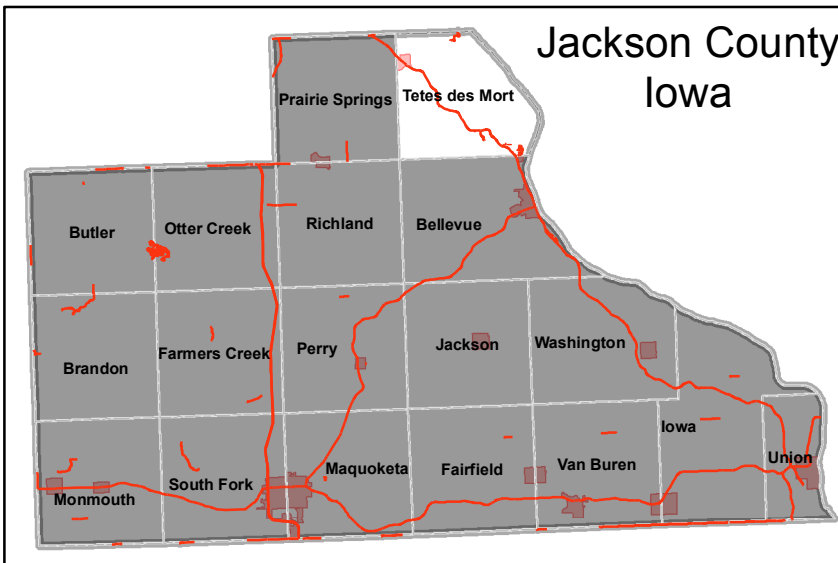 Jackson County
Iowa
Prairie Springs
Tetes des Mort
Butler
Otter Creek
Richland
Bellevue
Brandon
Farmers Creek
Perry
Jackson
Washington
Iowa
Monmouth
South Fork
Maquoketa
Fairfield
Van Buren
Union